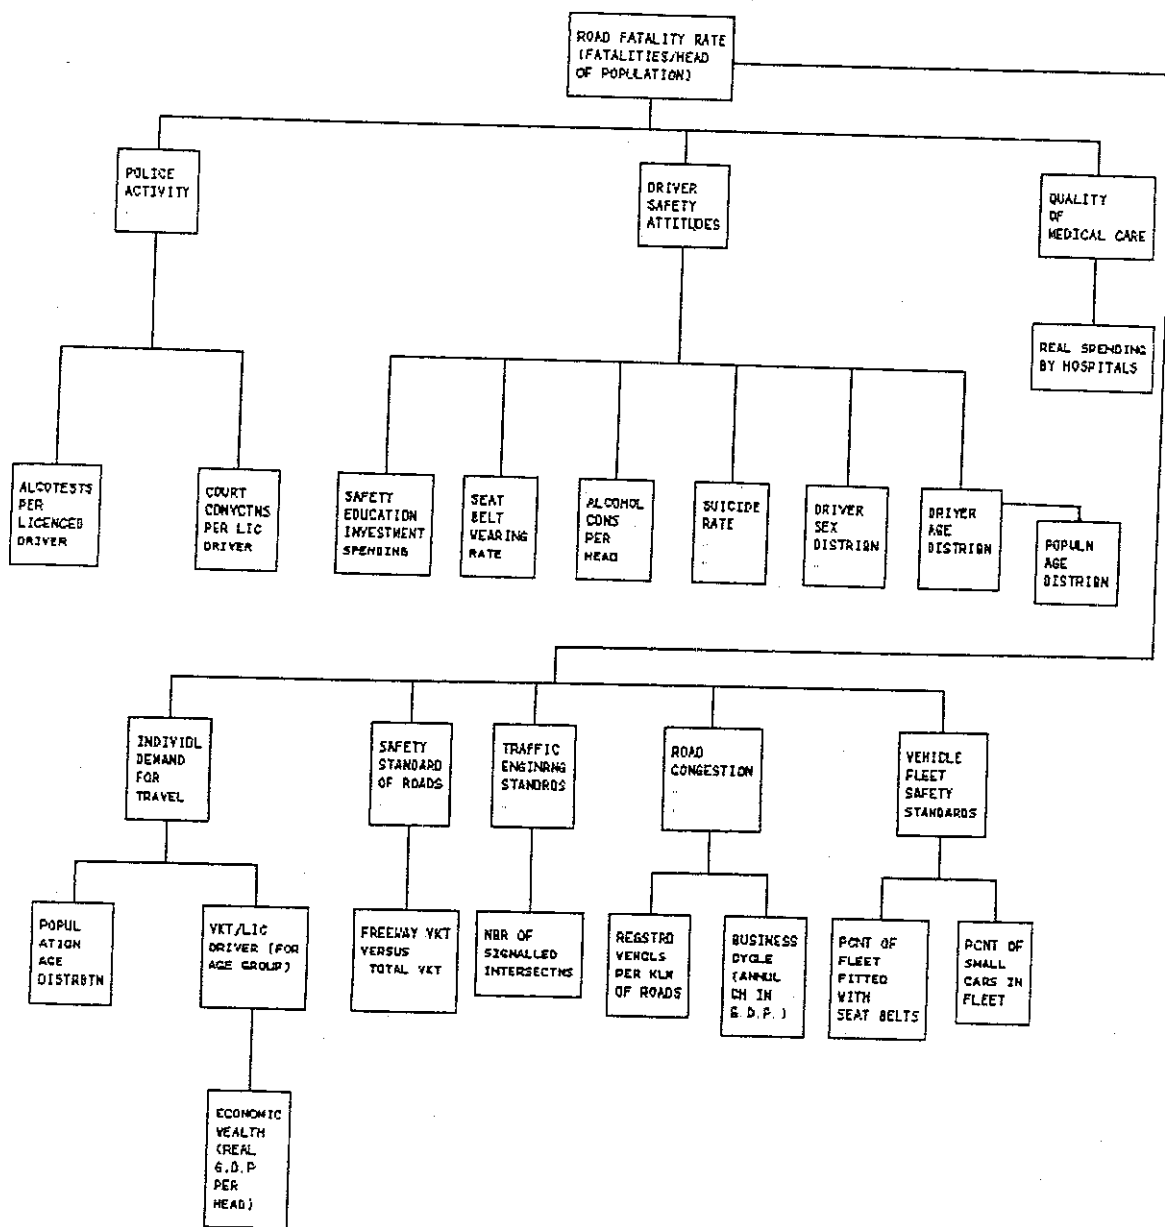 ROAD FATALITY RATE
(FATALITIES/HEAD
OF POPULATION)
POLICE
ACTIVITY
DRIVER
SAFETY
ATTITUDES
QUALITY
OF
MEDICAL CARE
REAL SPENDING
BY HOSPITALS
ALCOTESTS
PER
LICENCED
DRIVER
COURT
CONVCTNS
PER LIC
DRIVER
SAFETY
EDUCATION
INVESTMENT
SPENDING
SEAT
BELT
WEARING
RATE
ALCOHOL
CONS
PER
HEAD
SUICIDE
RATE
DRIVER
SEX
DISTRIBN
DRIVER
AGE
DISTRIBN
POPULN
AGE
DISTRIBN
INDIVIDL
DEMAND
FOR
TRAVEL
SAFETY
STANDARD
OF ROADS
TRAFFIC
ENGINRNG
STANDRDS
ROAD
CONGESTION
VEHICLE
FLEET
SAFETY
STANDARDS
POPUL
ATION
AGE
DISTRBTN
VKT/LIC
DRIVER (FOR
AGE GROUP)
FREEWAY VKT
VERSUS
TOTAL VKT
NBR OF
SIGNALLED
INTERSECTNS
REGSTRD
VEHCLS
PER KLM
OF ROADS
BUSINESS
CYCLE
(ANNUL
CH IN
G.D.P.)
PCNT OF
FLEET
FITTED
WITH
SEAT BELTS
PCNT OF
SMALL
CARS IN
FLEET
ECONOMIC
WEALTH
(REAL
G.D.P
PER
HEAD)